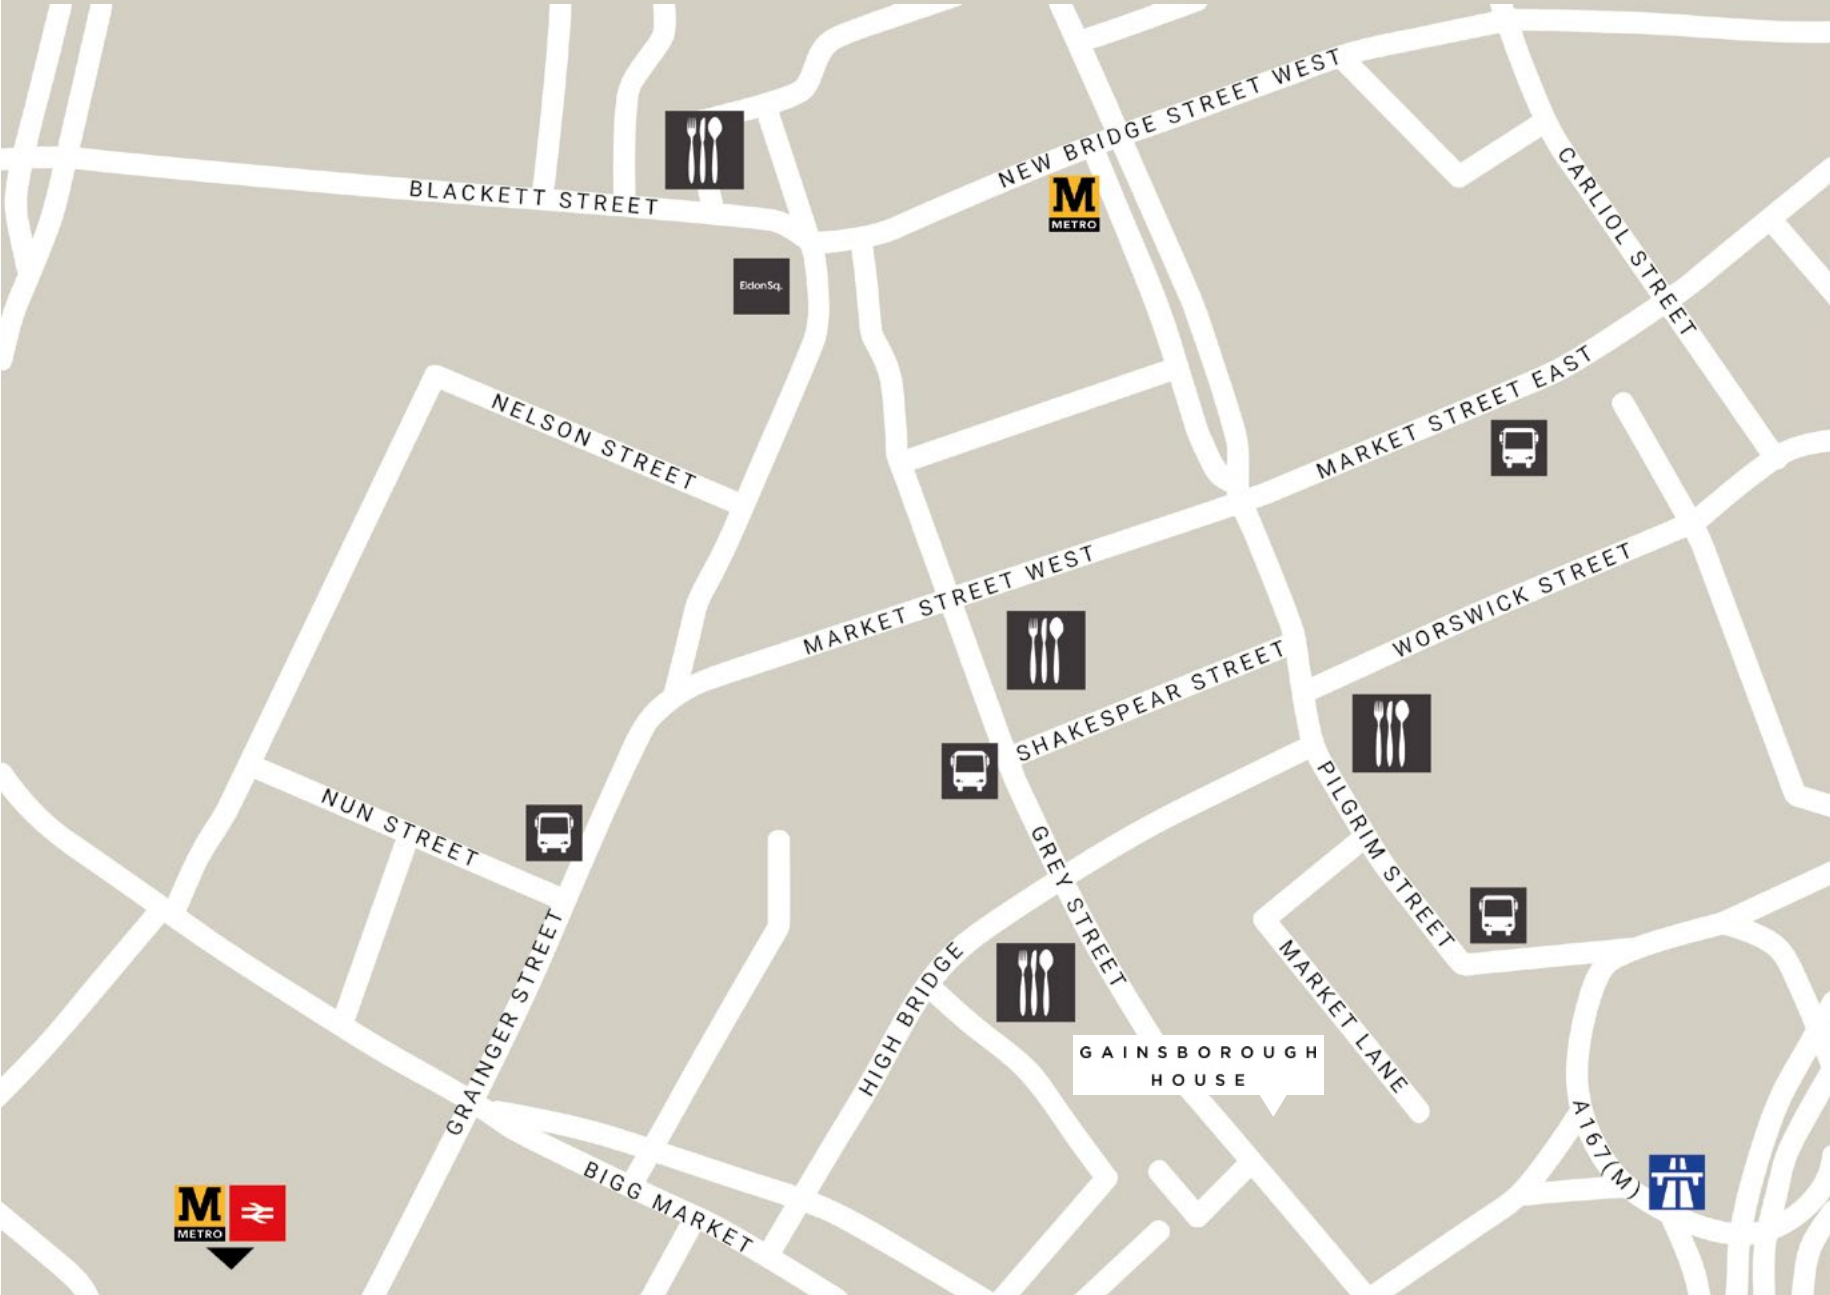 NEW BRIDGE STREET WEST
BLACKETT STREET
CARLIOL STREET
M
METRO
EldonSq.
MARKET STREET EAST
NELSON STREET
MARKET STREET WEST
WORSWICK STREET
SHAKESPEAR STREET
PILGRIM STREET
NUN STREET
GREY STREET
GRAINGER STREET
HIGH BRIDGE
MARKET LANE
GAINSBOROUGH
HOUSE
A167(M)
BIGG MARKET
M
METRO